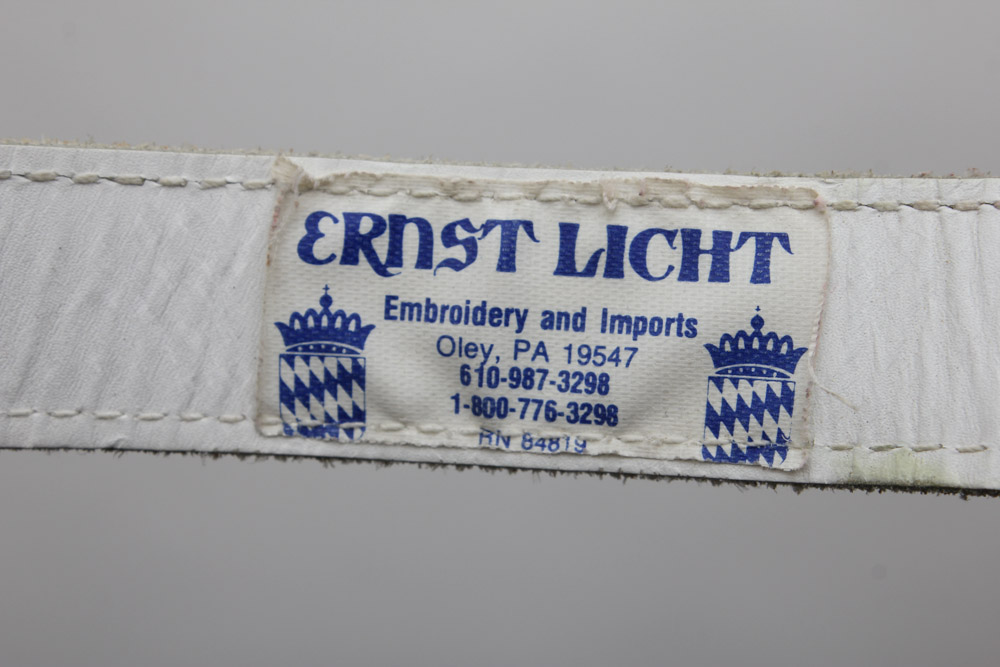 ERNST LICHT
Embroidery and Imports
Oley, PA 19547
610-987-3298
1-800-776-3298
RN 84819